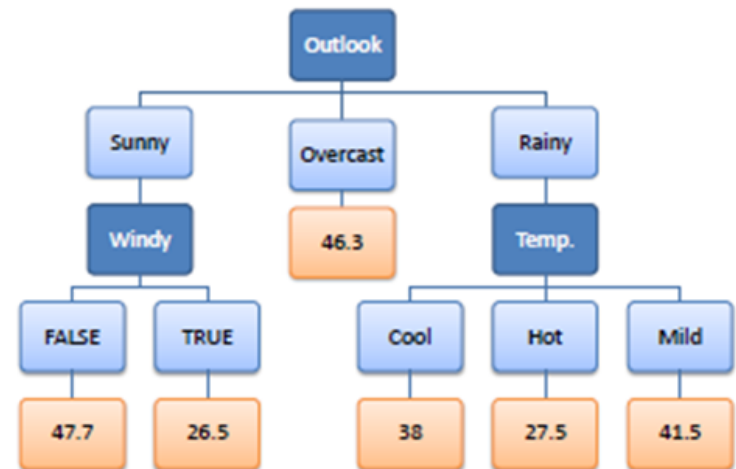 Outlook
Sunny
Overcast
Rainy
Windy
46.3
Temp.
FALSE
TRUE
Cool
Hot
Mild
47.7
26.5
38
27.5
41.5